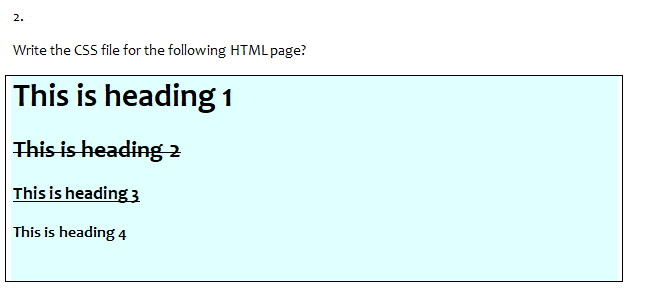 2.
Write the CSS file for the following HTML page?
This is heading 1
This is heading 2
This is heading 3
This is heading 4